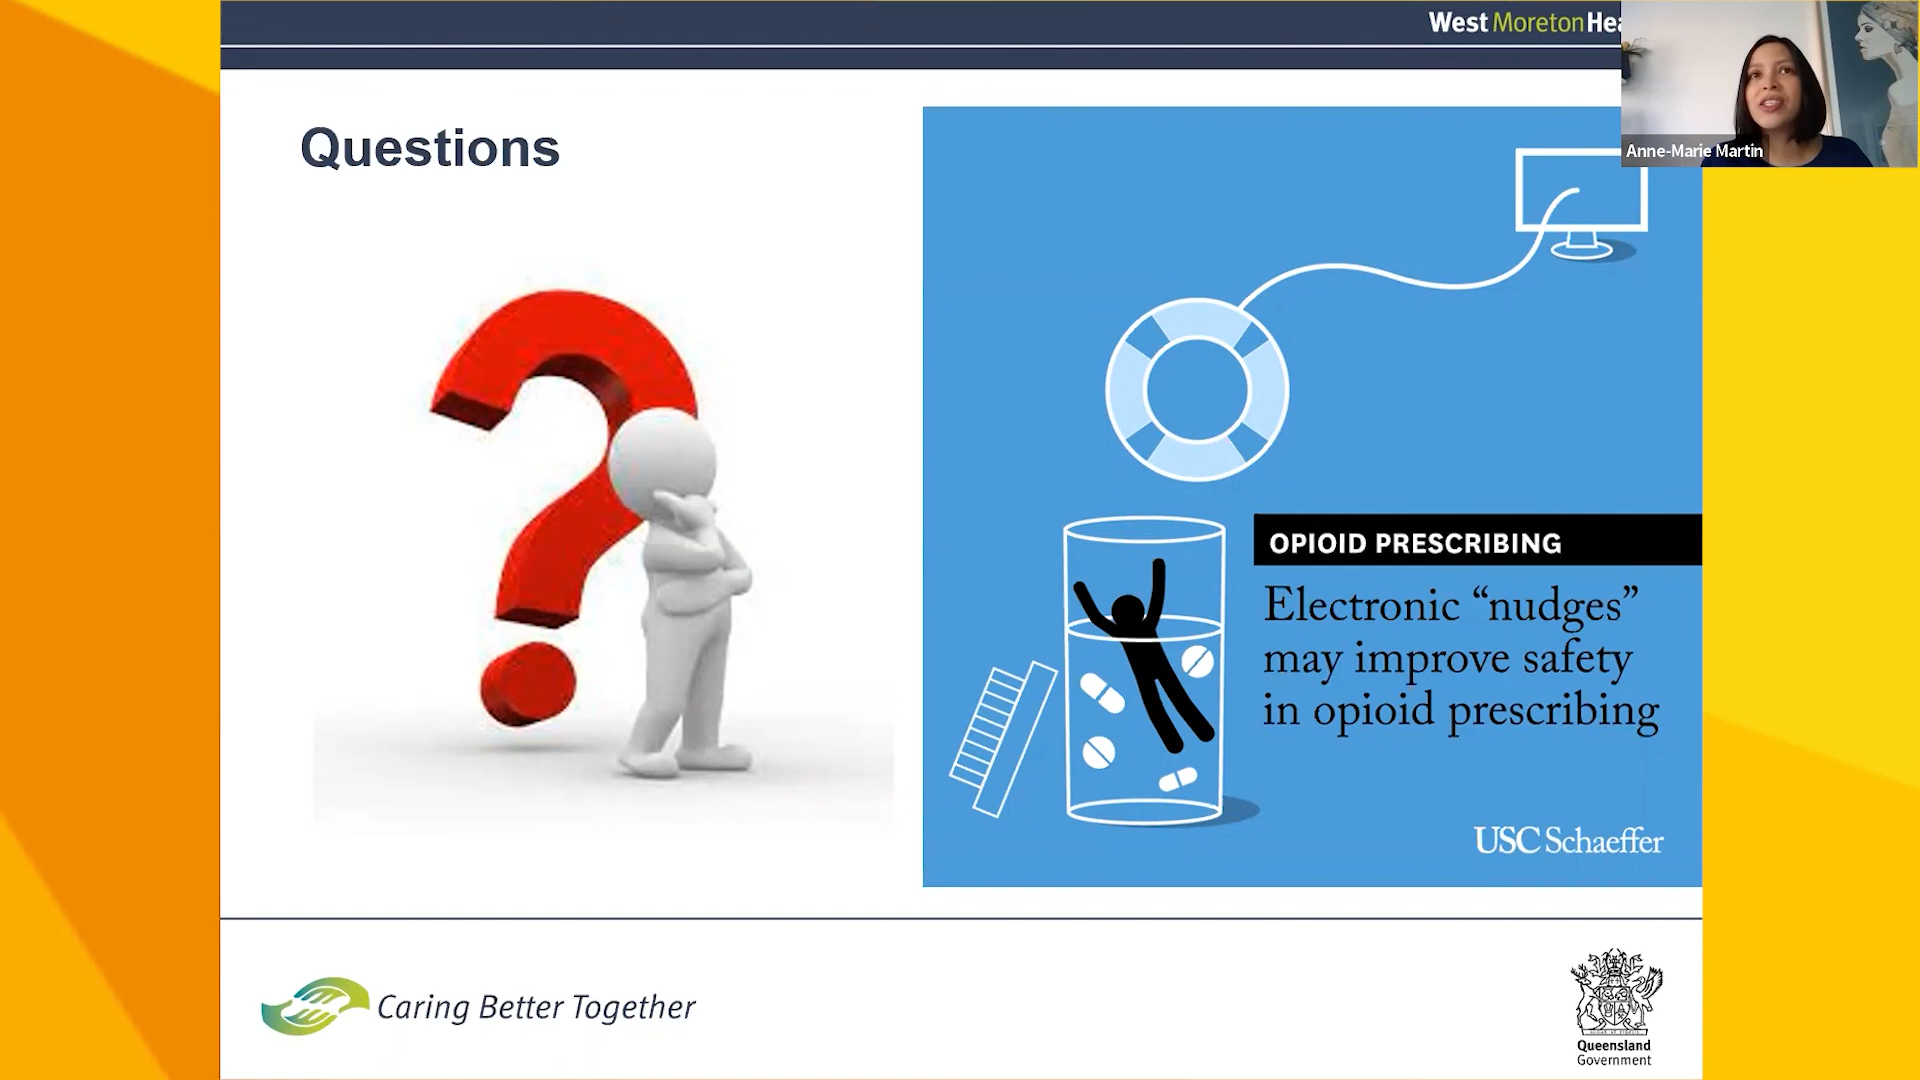 West Moreton Hea
Anne-Marie Martin
Questions
OPIOID PRESCRIBING
Electronic “nudges”
may improve safety
in opioid prescribing
USC Schaeffer
Caring Better Together
Queensland
Government